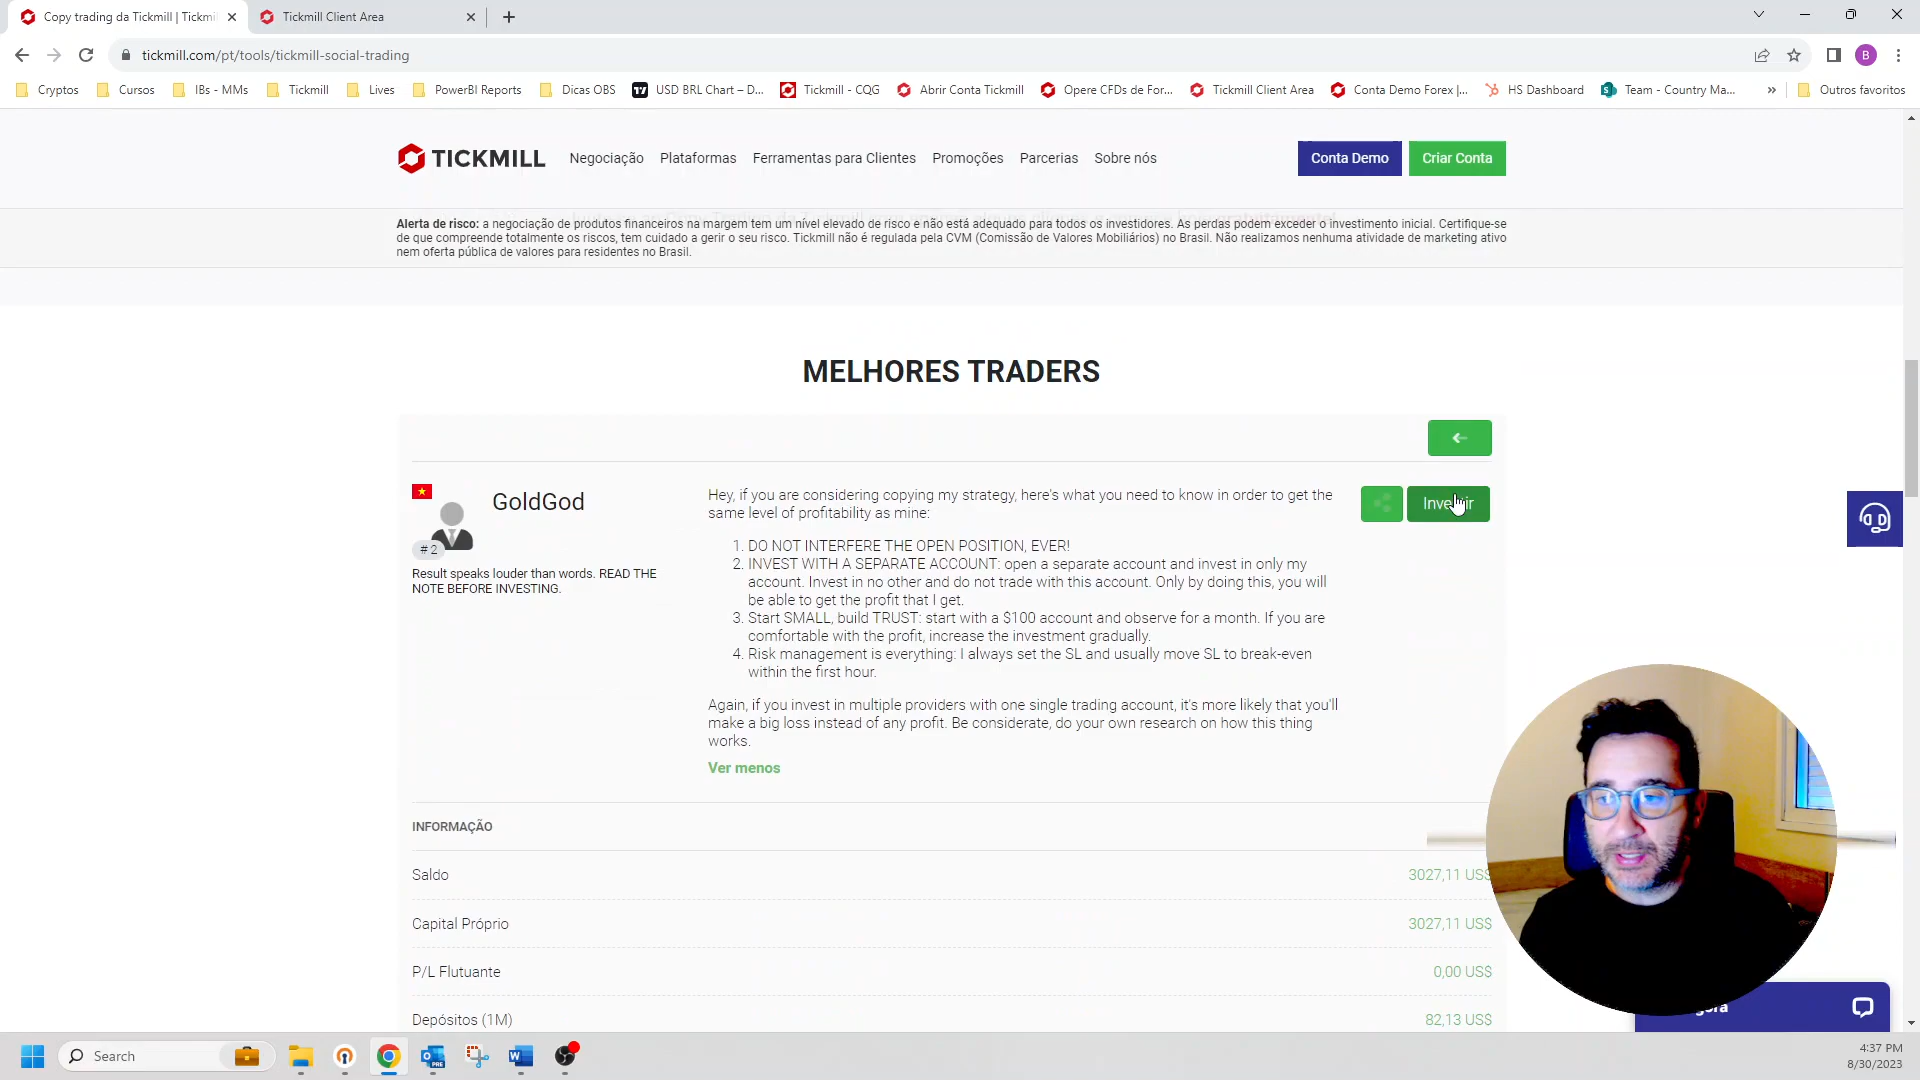 Copy trading da Tickmill | Tickmi
Tickmill Client Area
tickmill.com/pt/tools/tickmill-social-trading
B
Cryptos
Cursos
IBs - MMs
Tickmill
Lives
PowerBI Reports
Dicas OBS
USD BRL Chart – D...
Tickmill - CQG
Abrir Conta Tickmill
Opere CFDs de For...
Tickmill Client Area
Conta Demo Forex |...
HS Dashboard
Team - Country Ma...
»
Outros favoritos
TICKMILL
Negociação
Plataformas
Ferramentas para Clientes
Promoções
Parcerias
Sobre nós
Conta Demo
Criar Conta
Alerta de risco: a negociação de produtos financeiros na margem tem um nível elevado de risco e não está adequado para todos os investidores. As perdas podem exceder o investimento inicial. Certifique-se
de que compreende totalmente os riscos, tem cuidado a gerir o seu risco. Tickmill não é regulada pela CVM (Comissão de Valores Mobiliários) no Brasil. Não realizamos nenhuma atividade de marketing ativo
nem oferta pública de valores para residentes no Brasil.
MELHORES TRADERS
GoldGod
#2
Result speaks louder than words. READ THE
NOTE BEFORE INVESTING.
Hey, if you are considering copying my strategy, here's what you need to know in order to get the
same level of profitability as mine:
1. DO NOT INTERFERE THE OPEN POSITION, EVER!
2. INVEST WITH A SEPARATE ACCOUNT: open a separate account and invest in only my
account. Invest in no other and do not trade with this account. Only by doing this, you will
be able to get the profit that I get.
3. Start SMALL, build TRUST: start with a $100 account and observe for a month. If you are
comfortable with the profit, increase the investment gradually.
4. Risk management is everything: I always set the SL and usually move SL to break-even
within the first hour.
Again, if you invest in multiple providers with one single trading account, it's more likely that you'll
make a big loss instead of any profit. Be considerate, do your own research on how this thing
works.
Ver menos
INFORMAÇÃO
Saldo
3027,11 US$
Capital Próprio
3027,11 US$
P/L Flutuante
0,00 US$
Depósitos (1M)
82,13 US$
Search
4:37 PM
8/30/2023